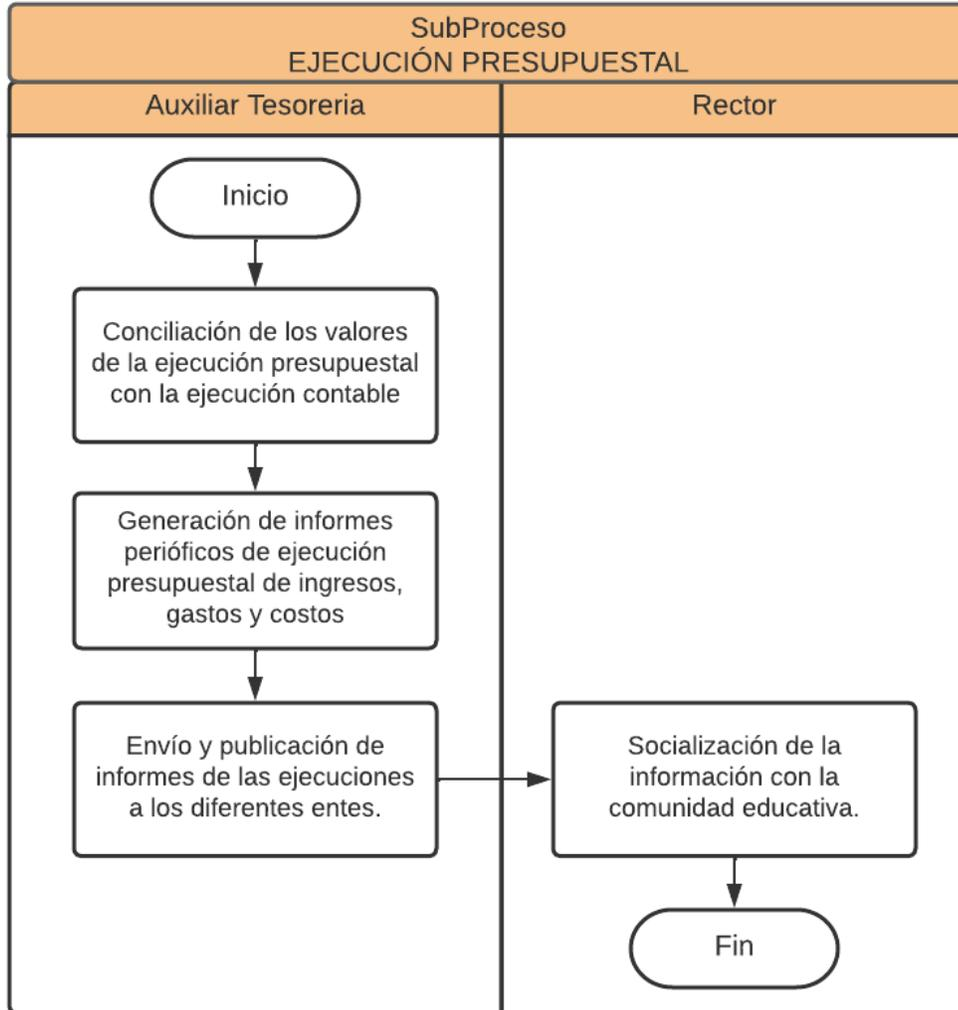 SubProceso
EJECUCIÓN PRESUPUESTAL
Auxiliar Tesoreria
Rector
Inicio
Conciliación de los valores
de la ejecución presupuestal
con la ejecución contable
Generación de informes
perióficos de ejecución
presupuestal de ingresos,
gastos y costos
Envío y publicación de
informes de las ejecuciones
a los diferentes entes.
Socialización de la
información con la
comunidad educativa.
Fin